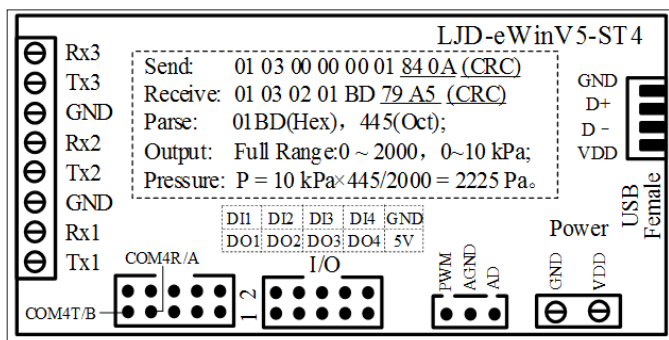 LJD-eWinV5-ST4
Rx3
Tx3
GND
Rx2
Tx2
GND
Rx1
Tx1
Send: 01 03 00 00 00 01 84 0A (CRC)
Receive: 01 03 02 01 BD 79 A5 (CRC)
Parse: 01BD(Hex)，445(Oct);
Output: Full Range:0 ~ 2000，0~10 kPa;
Pressure: P = 10 kPa×445/2000 = 2225 Pa。
GND
D+
D -
VDD
USB
Female
DI1 DI2 DI3 DI4 GND
DO1 DO2 DO3 DO4 5V
I/O
COM4R/A
COM4T/B
1 2
PWM
AGND
AD
Power
GND
VDD